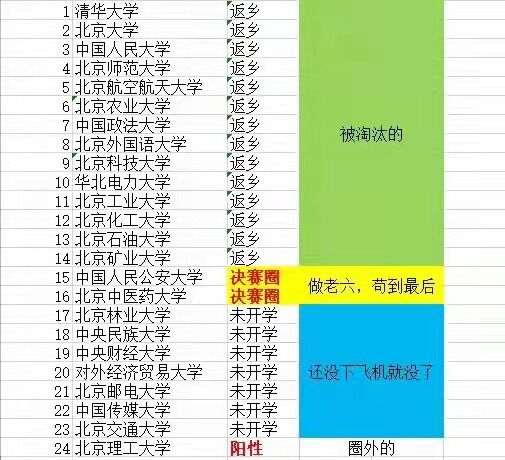 1 清华大学 返乡
2 北京大学 返乡
3 中国人民大学 返乡
4 北京师范大学 返乡
5 北京航空航天大学 返乡
6 北京农业大学 返乡
7 中国政法大学 返乡 被淘汰的
8 北京外国语大学 返乡
9 北京科技大学 返乡
10 华北电力大学 返乡
11 北京工业大学 返乡
12 北京化工大学 返乡
13 北京石油大学 返乡
14 北京矿业大学 返乡
15 中国人民公安大学 决赛圈 做老六，苟到最后
16 北京中医药大学 决赛圈
17 北京林业大学 未开学
18 中央民族大学 未开学
19 中央财经大学 未开学
20 对外经济贸易大学 未开学 还没下飞机就没了
21 北京邮电大学 未开学
22 中国传媒大学 未开学
23 北京交通大学 未开学
24 北京理工大学 阳性 圈外的